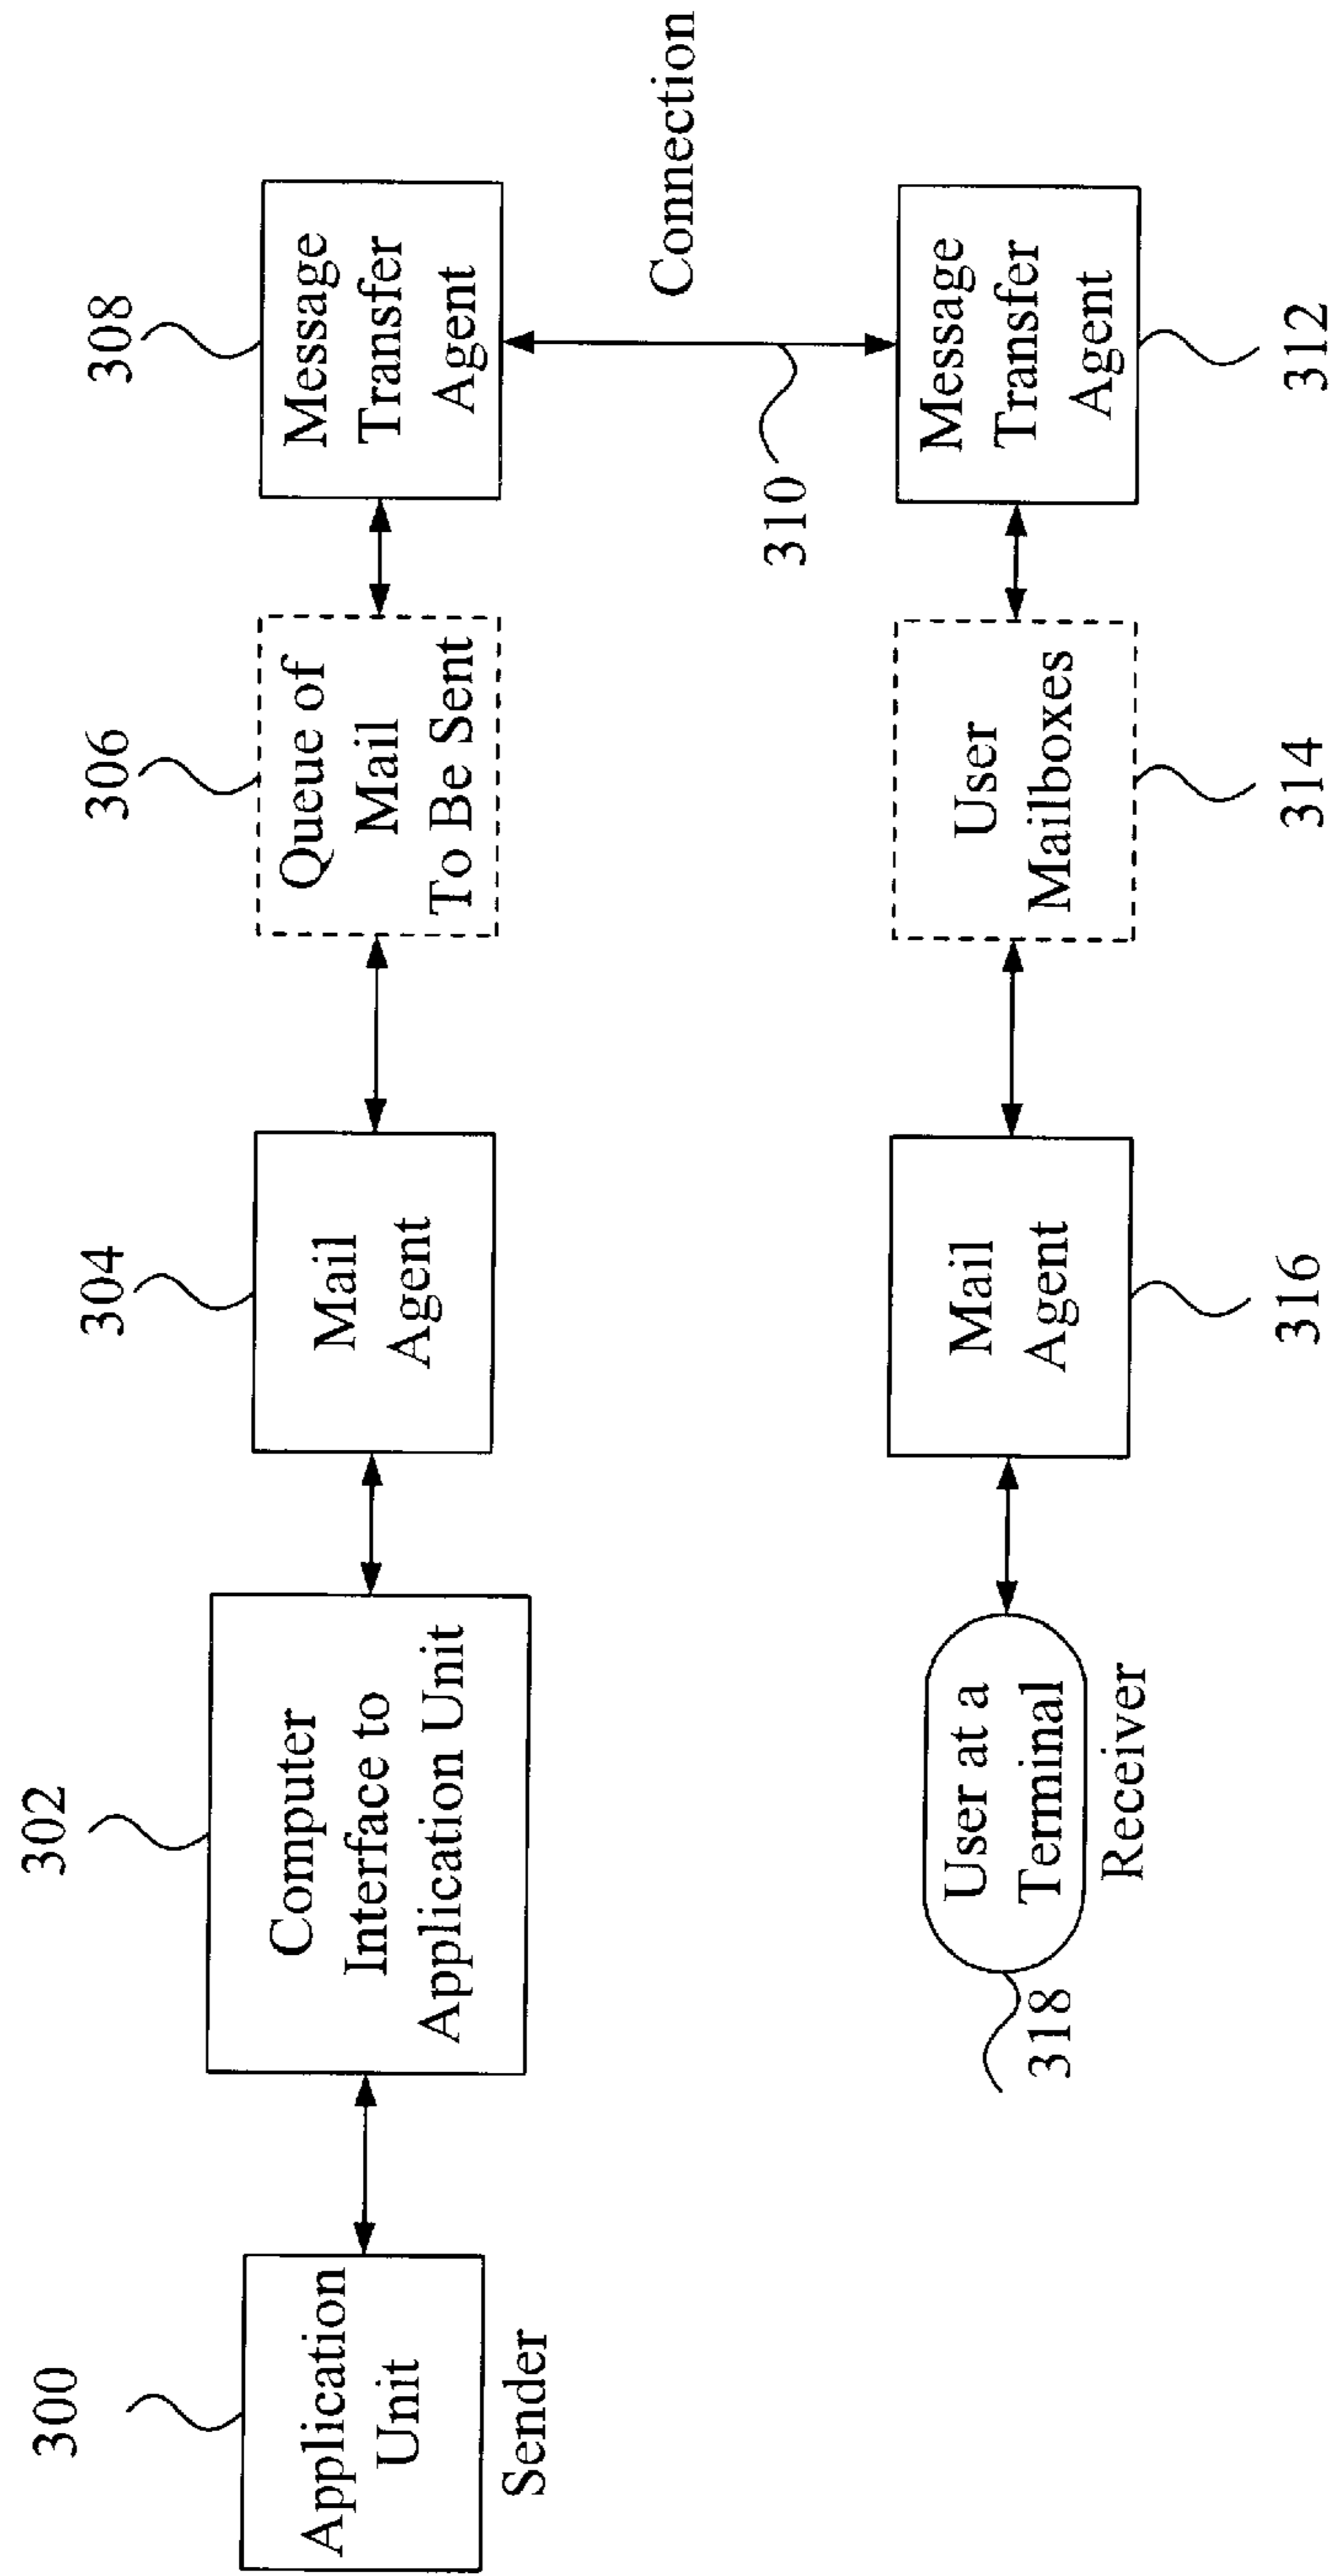 300
Application
Unit
Sender
302
Computer
Interface to
Application Unit
304
Mail
Agent
306
Queue of
Mail
To Be Sent
308
Message
Transfer
Agent
310
Connection
Message
Transfer
Agent
312
User
Mailboxes
314
Mail
Agent
316
User at a
Terminal
Receiver
318